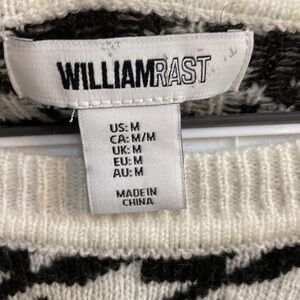 WILLIAMRAST
US: M
CA: M/M
UK: M
EU: M
AU: M
MADE IN
CHINA